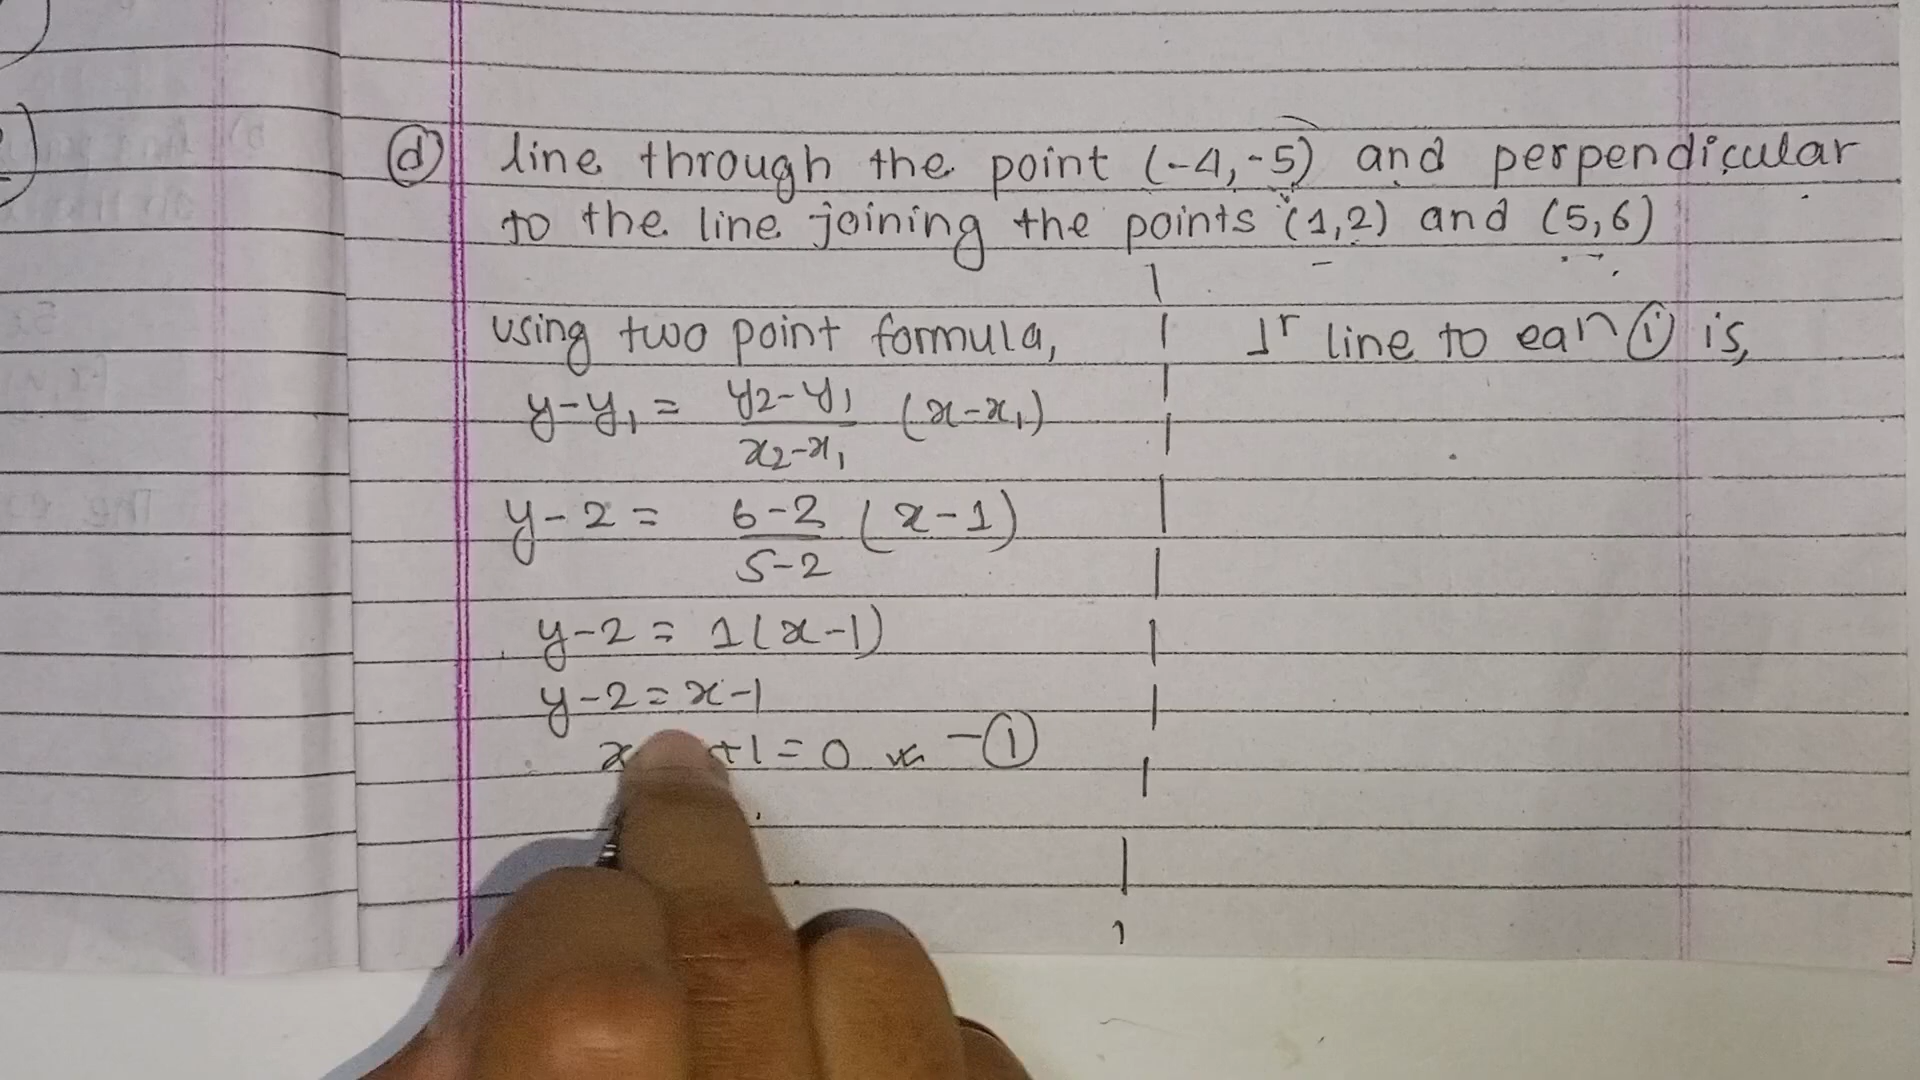 (d) line through the point (-4,-5) and perpendicular
to the line joining the points (1,2) and (5,6)
using two point formula,
y-y₁ = y₂-y₁ / x₂-x₁ (x-x₁)
y-2 = 6-2 / 5-2 (x-1)
y-2 = 1(x-1)
y-2=x-1
x +1=0 -①
⊥r line to eqn ① is,